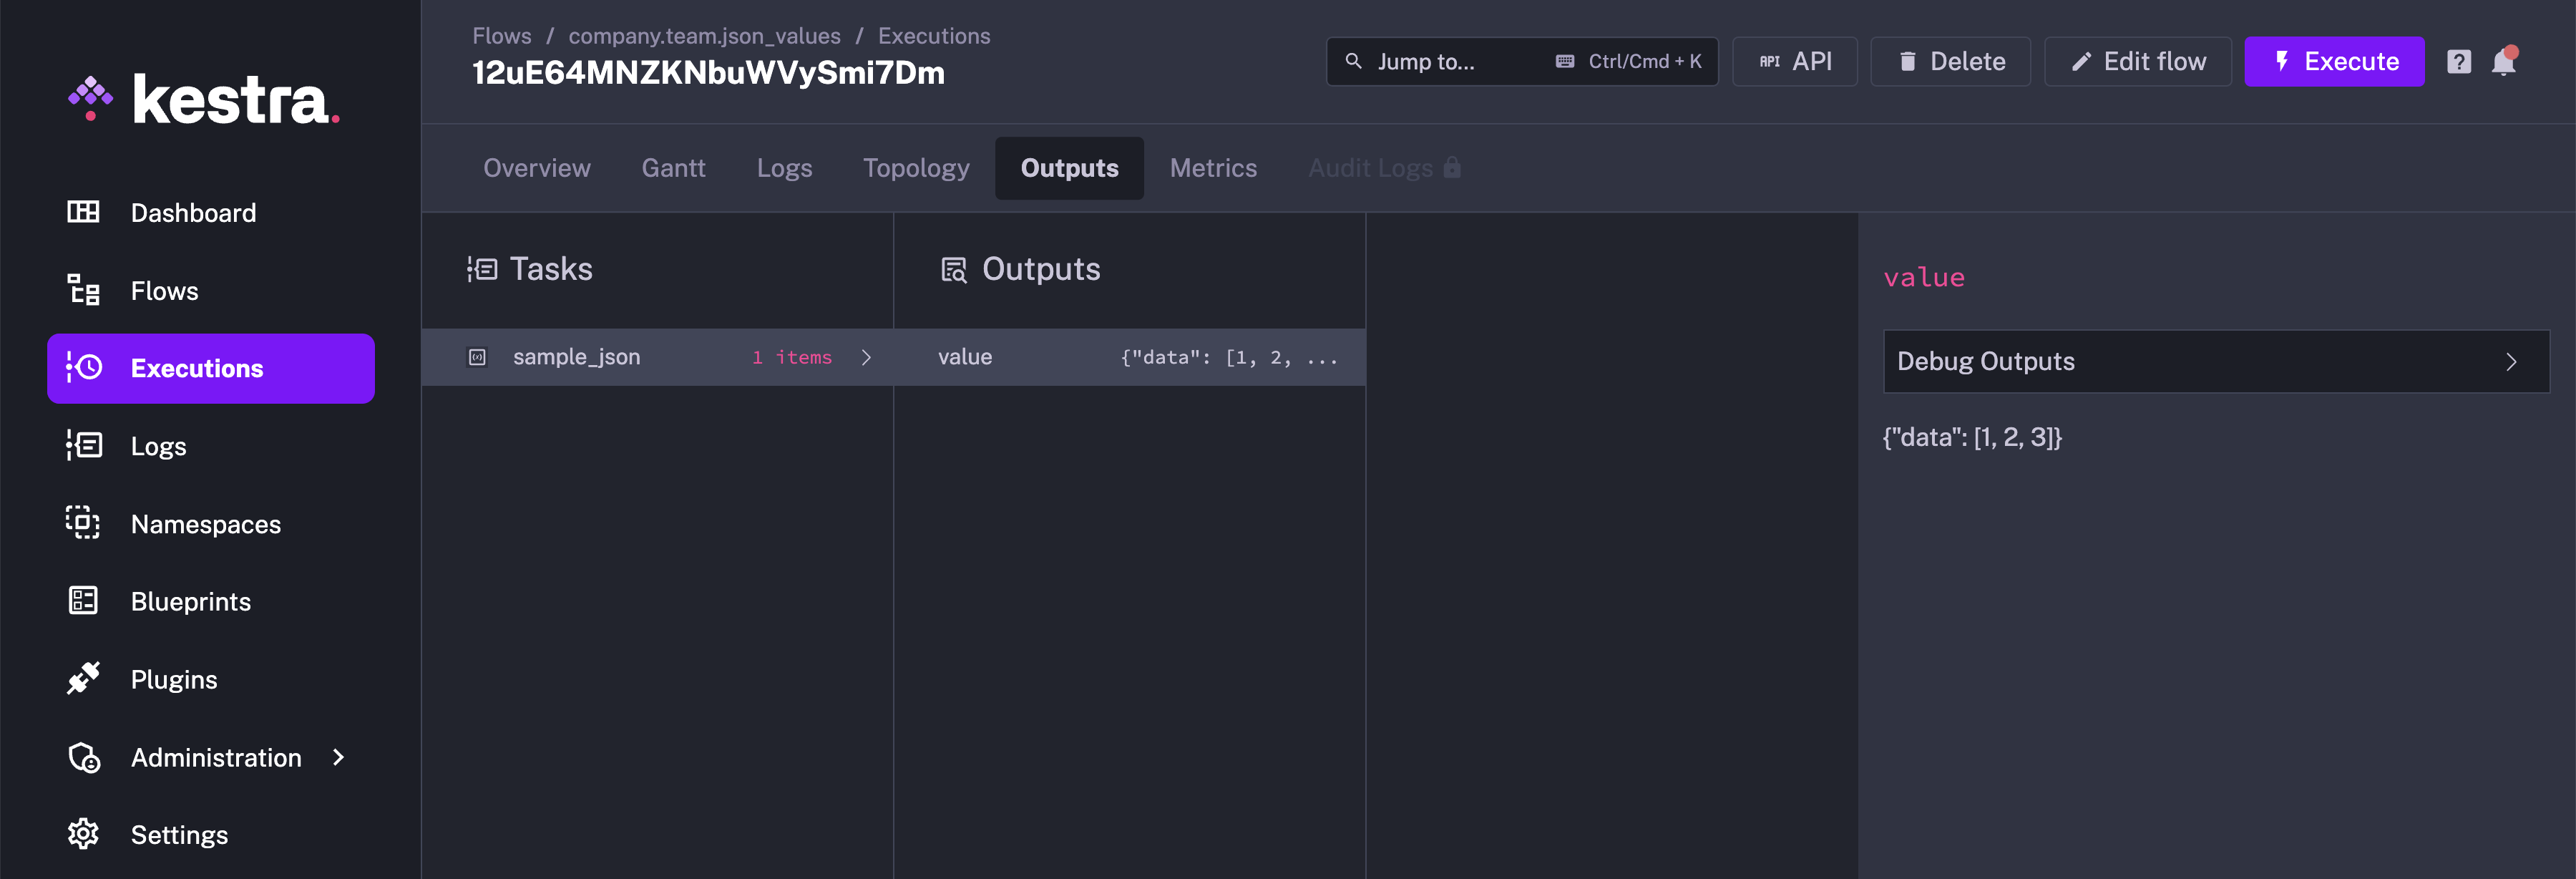 kestra.
Dashboard
Flows
Executions
Logs
Namespaces
Blueprints
Plugins
Administration
Settings
Flows / company.team.json_values / Executions
12uE64MNZKNbuWVySmi7Dm
Jump to... Ctrl/Cmd + K
API API
Delete
Edit flow
Execute
?
Overview Gantt Logs Topology Outputs Metrics Audit Logs
Tasks
Outputs
sample_json 1 items
value {"data": [1, 2, ...
value
Debug Outputs
{"data": [1, 2, 3]}